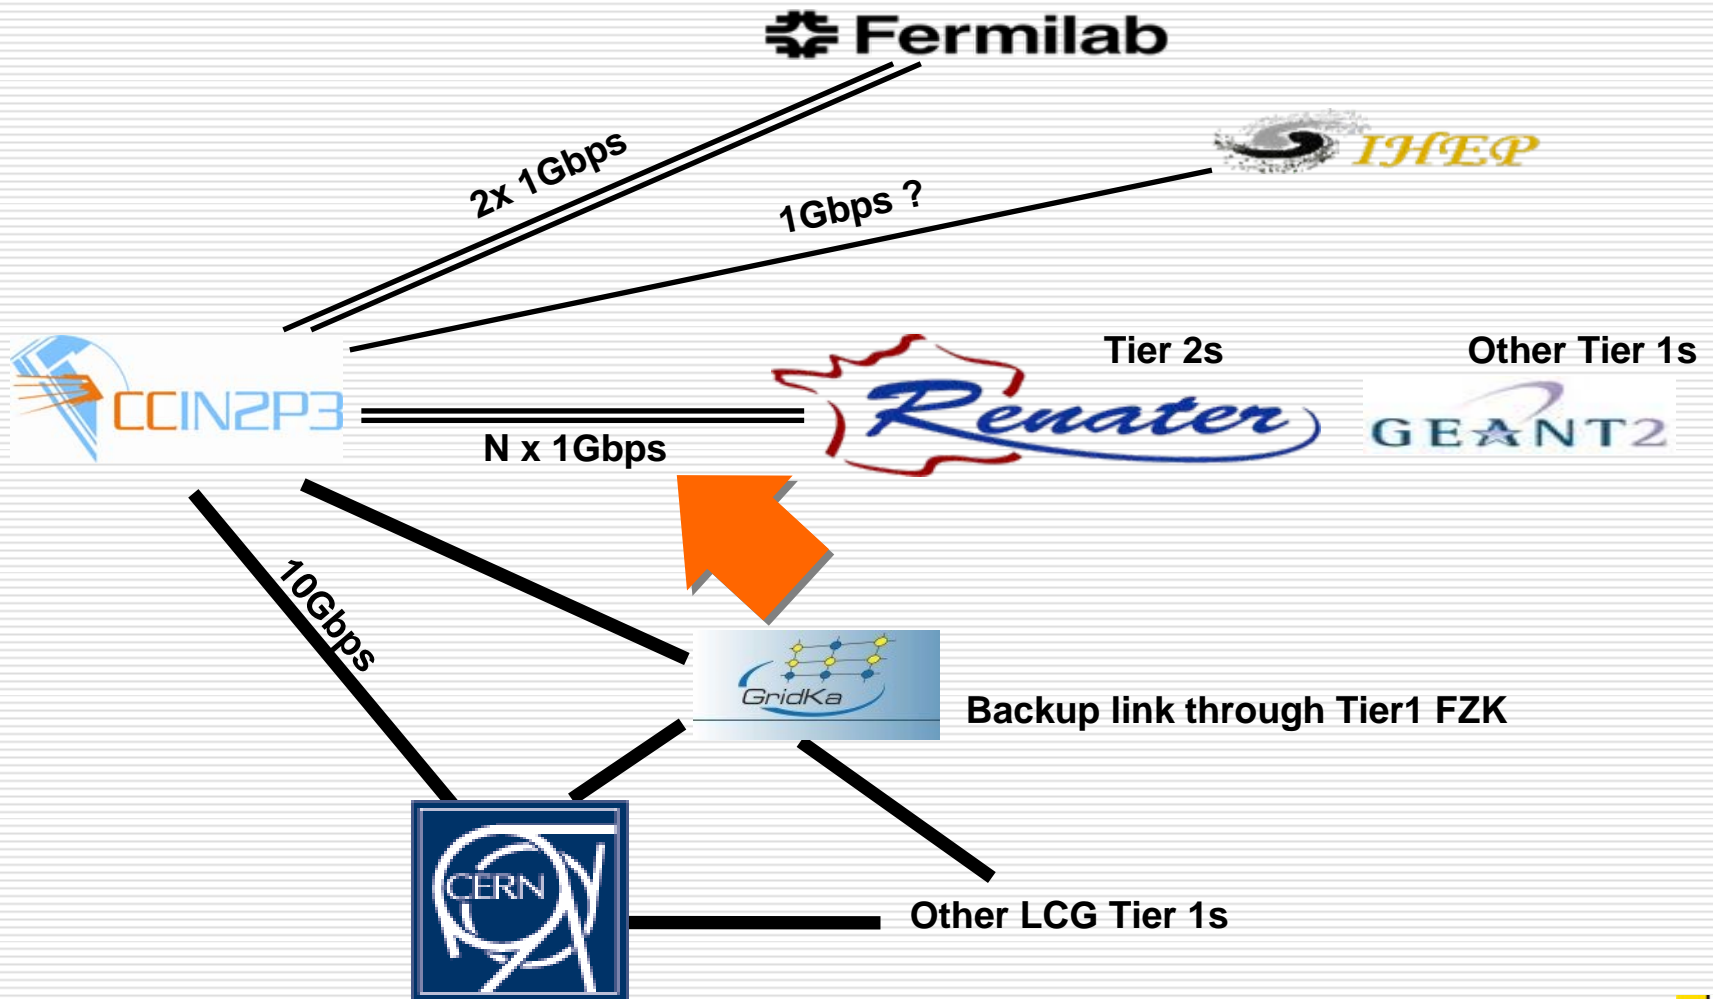 Fermilab
IHEP
2x 1Gbps
1Gbps ?
Tier 2s
Other Tier 1s
CCIN2P3
Renater
GEANT2
N x 1Gbps
10Gbps
GridKa
Backup link through Tier1 FZK
CERN
Other LCG Tier 1s